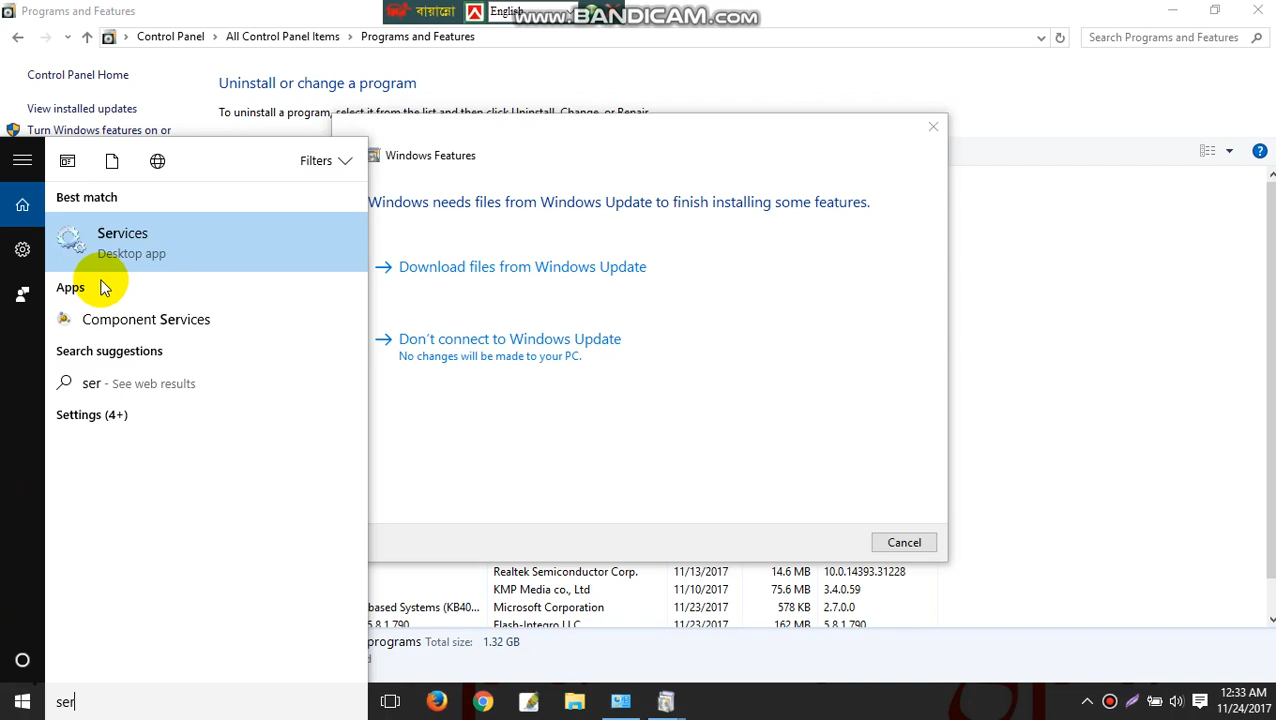 Programs and Features
বায়ান্নো
English
www.BANDICAM.com
Control Panel
All Control Panel Items
Programs and Features
Search Programs and Features
Control Panel Home
View installed updates
Turn Windows features on or
Uninstall or change a program
To uninstall a program, select it from the list and then click Uninstall, Change, or Repair.
Filters
Best match
Services
Desktop app
Apps
Component Services
Search suggestions
ser - See web results
Settings (4+)
Windows Features
Windows needs files from Windows Update to finish installing some features.
Download files from Windows Update
Don't connect to Windows Update
No changes will be made to your PC.
Cancel
Realtek Semiconductor Corp. 11/13/2017 14.6 MB 10.0.14393.31228
KMP Media co., Ltd 11/10/2017 75.6 MB 3.4.0.59
based Systems (KB40... Microsoft Corporation 11/23/2017 578 KB 2.7.0.0
5.8.1.790 Flash-Integro LLC 11/23/2017 162 MB 5.8.1.790
programs Total size: 1.32 GB
ser
12:33 AM
11/24/2017